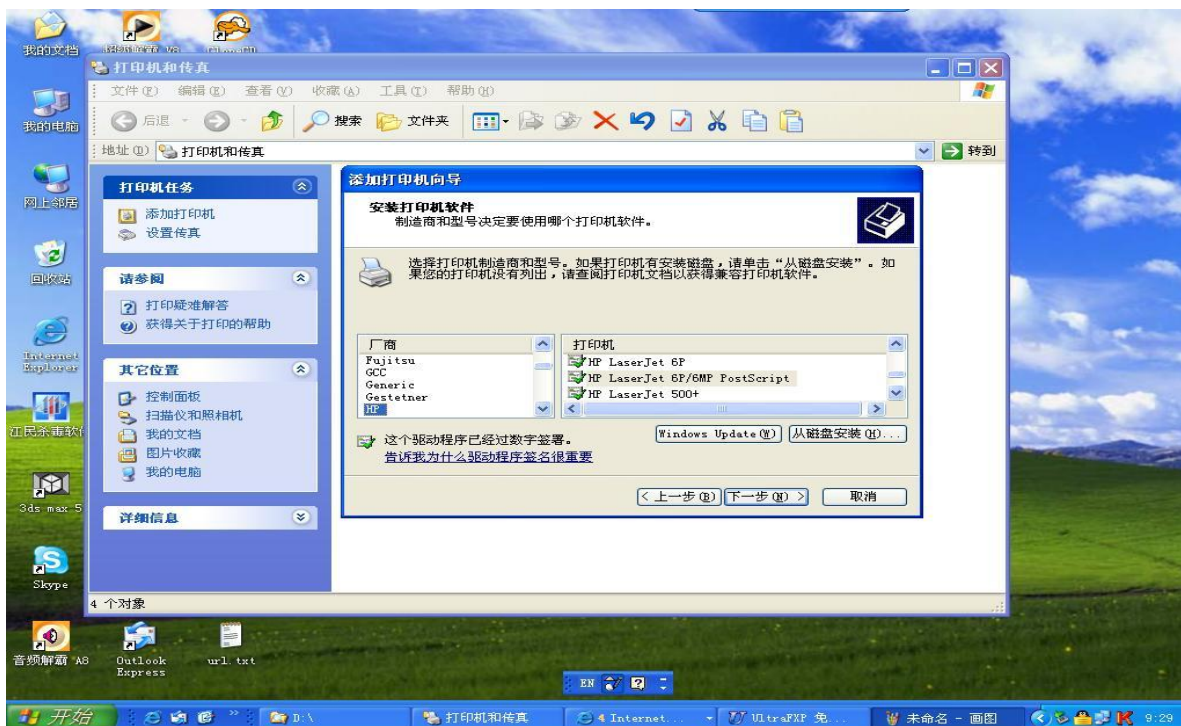 我的文档
打印机和传真
文件(F) 编辑(E) 查看(V) 收藏(A) 工具(T) 帮助(H)
我的电脑
后退 搜索 文件夹
地址(D) 打印机和传真 转到
网上邻居
打印机任务
添加打印机
设置传真
回收站
请参阅
打印疑难解答
获得关于打印的帮助
Internet
Explorer
其它位置
控制面板
扫描仪和照相机
我的文档
图片收藏
我的电脑
江民杀毒软
3ds max 5
详细信息
Skype
添加打印机向导
安装打印机软件
制造商和型号决定要使用哪个打印机软件。
选择打印机制造商和型号。如果打印机有安装磁盘，请单击“从磁盘安装”。如
果您的打印机没有列出，请查阅打印机文档以获得兼容打印机软件。
厂商
Fujitsu
GCC
Generic
Gestetner
HP
打印机
HP LaserJet 6P
HP LaserJet 6P/6MP PostScript
HP LaserJet 500+
这个驱动程序已经过数字签署。
告诉我为什么驱动程序签名很重要
Windows Update(W) 从磁盘安装(H)...
< 上一步(B) 下一步(N) > 取消
4 个对象
音频解霸 A8
Outlook
Express
url.txt
EN
开始 D:\ 打印机和传真 4 Internet... UltraFXP 免... 未命名 - 画图 9:29